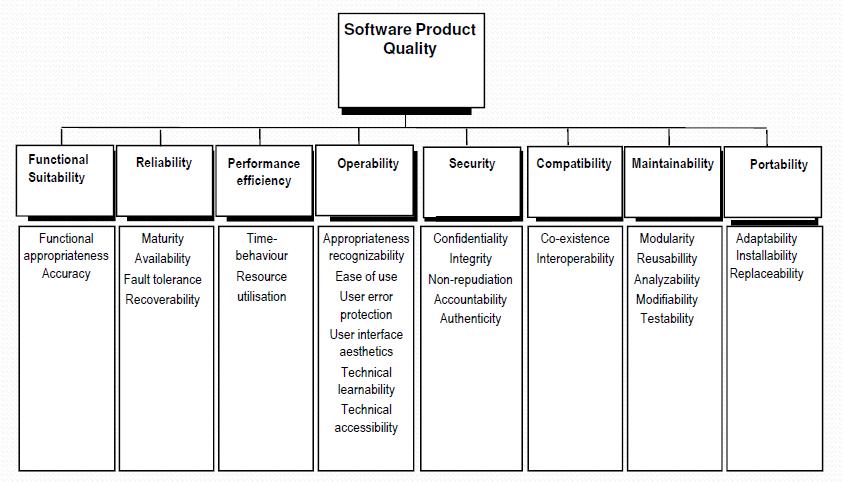 Software Product
Quality
Functional
Suitability
Reliability
Performance
efficiency
Operability
Security
Compatibility
Maintainability
Portability
Functional
appropriateness
Accuracy
Maturity
Availability
Fault tolerance
Recoverability
Time-
behaviour
Resource
utilisation
Appropriateness
recognizability
Ease of use
User error
protection
User interface
aesthetics
Technical
learnability
Technical
accessibility
Confidentiality
Integrity
Non-repudiation
Accountability
Authenticity
Co-existence
Interoperability
Modularity
Reusabillity
Analyzability
Modifiability
Testability
Adaptability
Installability
Replaceability